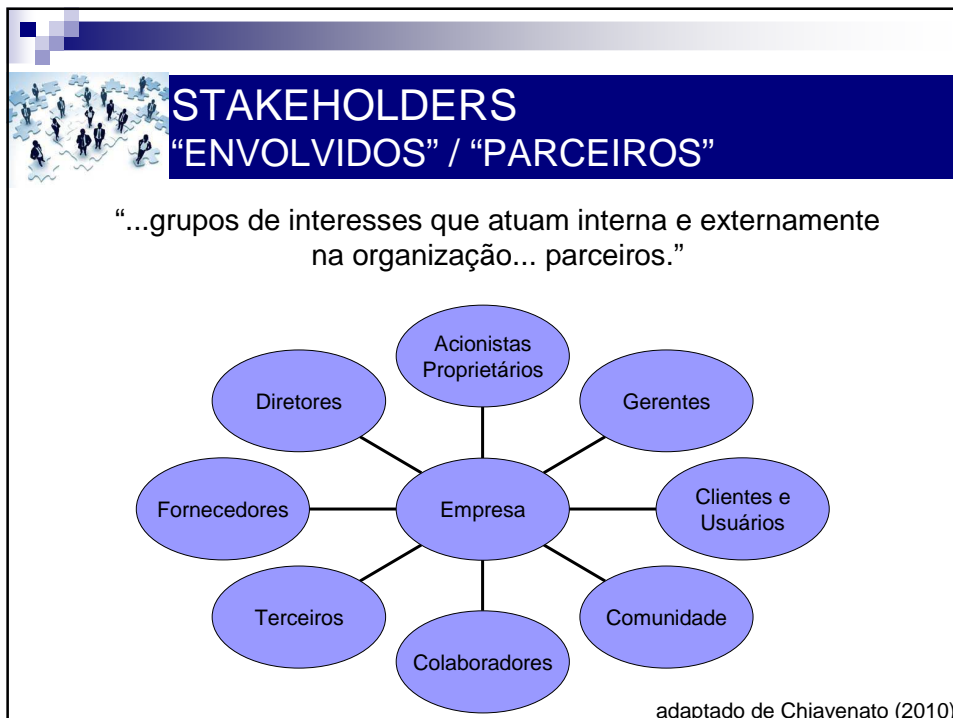 STAKEHOLDERS
“ENVOLVIDOS” / “PARCEIROS”
“...grupos de interesses que atuam interna e externamente
na organização... parceiros.”
Acionistas
Proprietários
Diretores
Gerentes
Fornecedores
Empresa
Clientes e
Usuários
Terceiros
Comunidade
Colaboradores
adaptado de Chiavenato (2010)